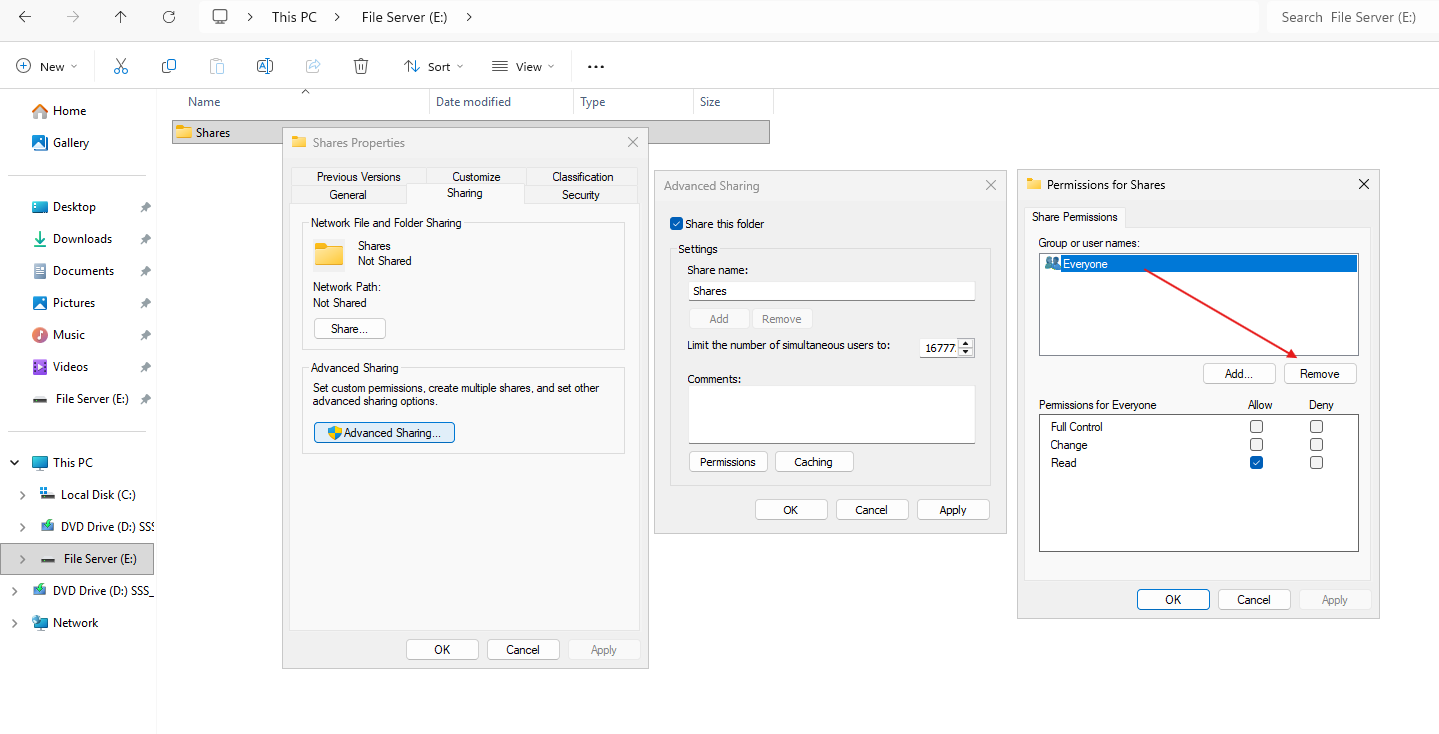 This PC
File Server (E:)
Search File Server (E:)
New
Sort
View
Name
Date modified
Type
Size
Home
Gallery
Desktop
Downloads
Documents
Pictures
Music
Videos
File Server (E:)
This PC
Local Disk (C:)
DVD Drive (D:) SSS
File Server (E:)
DVD Drive (D:) SSS_
Network
Shares
Shares Properties
Previous Versions
Customize
Classification
General
Sharing
Security
Network File and Folder Sharing
Shares
Not Shared
Network Path:
Not Shared
Share...
Advanced Sharing
Set custom permissions, create multiple shares, and set other
advanced sharing options.
Advanced Sharing...
OK
Cancel
Apply
Advanced Sharing
Share this folder
Settings
Share name:
Shares
Add
Remove
Limit the number of simultaneous users to:
16777
Comments:
Permissions
Caching
OK
Cancel
Apply
Permissions for Shares
Share Permissions
Group or user names:
Everyone
Add...
Remove
Permissions for Everyone
Allow
Deny
Full Control
Change
Read
OK
Cancel
Apply